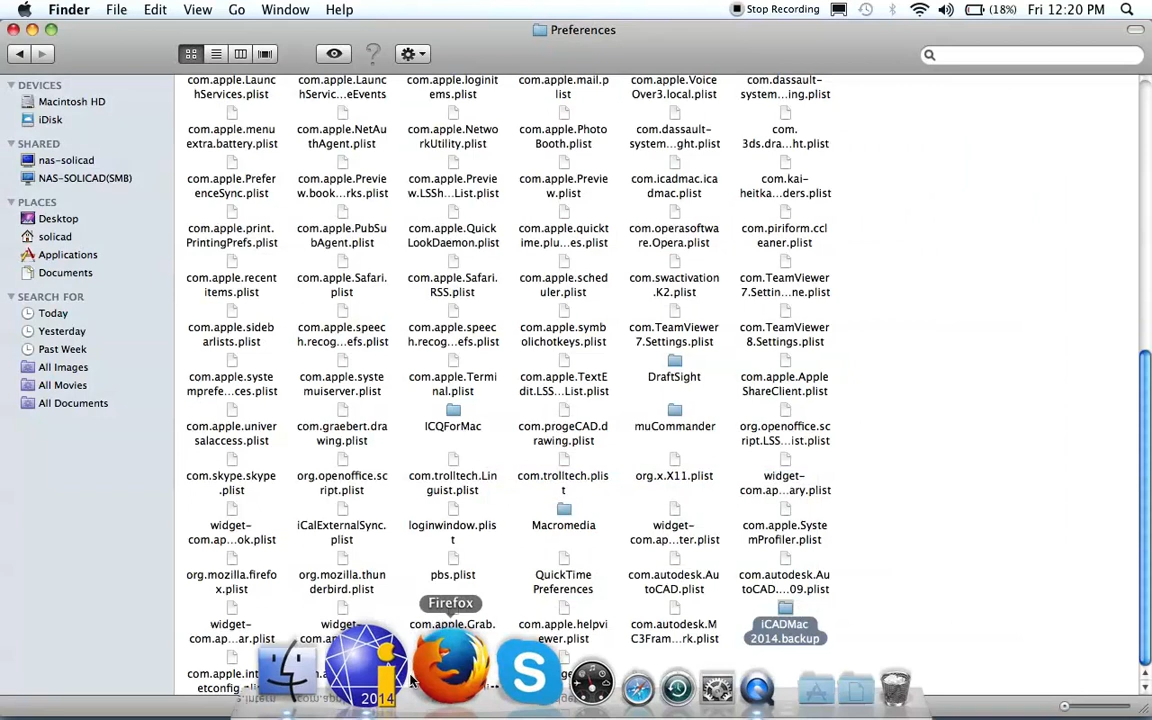 Finder File Edit View Go Window Help Stop Recording (18%) Fri 12:20 PM
Preferences
DEVICES
Macintosh HD
iDisk
SHARED
nas-solicad
NAS-SOLICAD(SMB)
PLACES
Desktop
solicad
Applications
Documents
SEARCH FOR
Today
Yesterday
Past Week
All Images
All Movies
All Documents
com.apple.Launc com.apple.Launc com.apple.loginit com.apple.mail.p com.apple.Voice com.dassault-
hServices.plist hServic...eEvents ems.plist list Over3.local.plist system...ing.plist
com.apple.menu com.apple.NetAu com.apple.Netwo com.apple.Photo com.dassault- com.
extra.battery.plist thAgent.plist rkUtility.plist Booth.plist system...ght.plist 3ds.dra...ht.plist
com.apple.Prefer com.apple.Previe com.apple.Previe com.apple.Previe com.icadmac.ica com.kai-
enceSync.plist w.book...rks.plist w.LSSh...List.plist w.plist dmac.plist heitka...ders.plist
com.apple.print. com.apple.PubSu com.apple.Quick com.apple.quickt com.operasoftwa com.piriform.ccl
PrintingPrefs.plist bAgent.plist LookDaemon.plist ime.plu...es.plist re.Opera.plist eaner.plist
com.apple.recent com.apple.Safari. com.apple.Safari. com.apple.sched com.swactivation com.TeamViewer
items.plist plist RSS.plist uler.plist .K2.plist 7.Settin...ne.plist
com.apple.sideb com.apple.speec com.apple.speec com.apple.symb com.TeamViewer com.TeamViewer
arlists.plist h.recog...efs.plist h.recog...efs.plist olichotkeys.plist 7.Settings.plist 8.Settings.plist
com.apple.syste com.apple.syste com.apple.Termi com.apple.TextE DraftSight com.apple.Apple
mprefe...ces.plist muiserver.plist nal.plist dit.LSS...List.plist ShareClient.plist
com.apple.univer com.graebert.dra ICQForMac com.progeCAD.d muCommander org.openoffice.sc
salaccess.plist wing.plist rawing.plist ript.LSS...ist.plist
com.skype.skype org.openoffice.sc com.trolltech.Lin com.trolltech.plis org.x.X11.plist widget-
.plist ript.plist guist.plist t com.ap...ary.plist
widget- iCalExternalSync. loginwindow.plis Macromedia widget- com.apple.Syste
com.ap...ok.plist plist t com.ap...ter.plist mProfiler.plist
org.mozilla.firefo org.mozilla.thun pbs.plist QuickTime com.autodesk.Au com.autodesk.Au
x.plist derbird.plist Preferences toCAD.plist toCAD....09.plist
Firefox
widget- com.apple.Grab. com.apple.helpvi com.autodesk.M iCADMac
com.ap...ar.plist ewer.plist C3Fram...rk.plist 2014.backup
com.apple.int
etconfig
2014